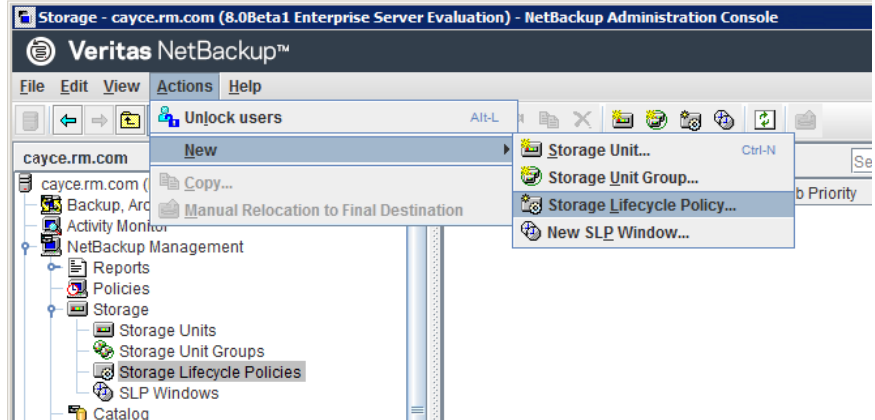 Storage - cayce.rm.com (8.0Beta1 Enterprise Server Evaluation) - NetBackup Administration Console
Veritas NetBackup™
File Edit View Actions Help
Unlock users Alt-L
New
Copy...
Manual Relocation to Final Destination
Storage Unit... Ctrl-N
Storage Unit Group...
Storage Lifecycle Policy...
New SLP Window...
Se
b Priority
cayce.rm.com
cayce.rm.com (
Backup, Arc
Activity Monitor
NetBackup Management
Reports
Policies
Storage
Storage Units
Storage Unit Groups
Storage Lifecycle Policies
SLP Windows
Catalog